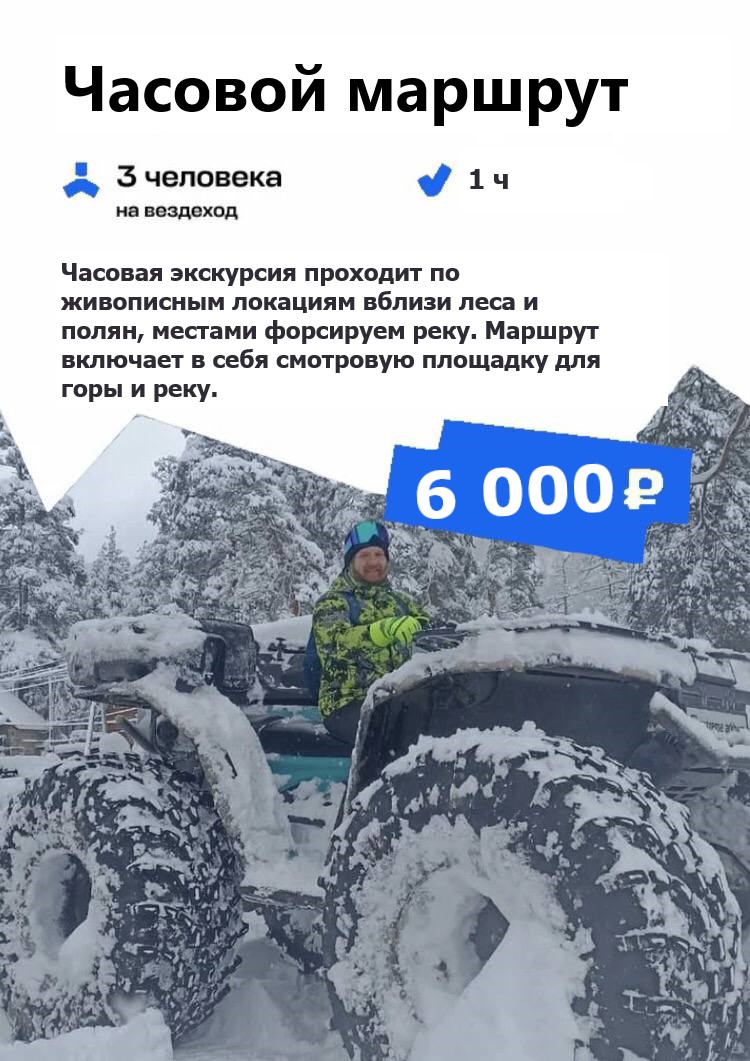 Часовой маршрут
3 человека
на вездеход
1 ч
Часовая экскурсия проходит по
живописным локациям вблизи леса и
полян, местами форсируем реку. Маршрут
включает в себя смотровую площадку для
горы и реку.
6 000₽